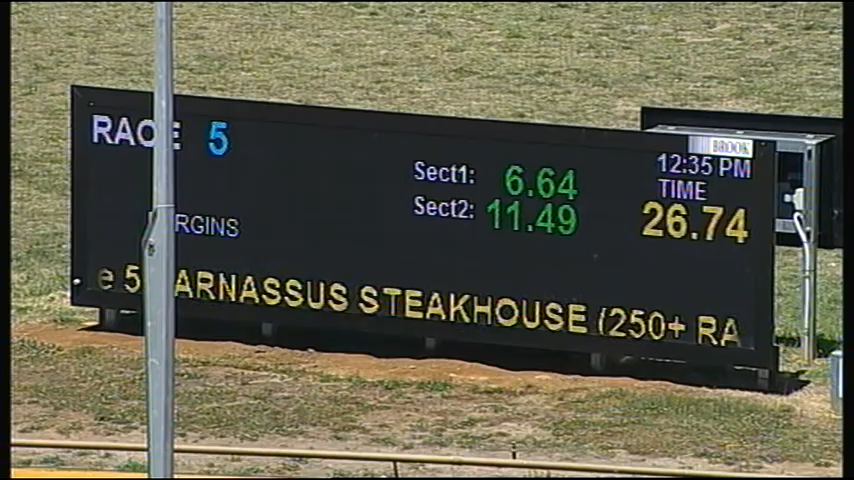 RACE 5
BROOK
12:35 PM
Sect1: 6.64
TIME
Sect2: 11.49
26.74
RGINS
e 5 ARNASSUS STEAKHOUSE (250+ RA